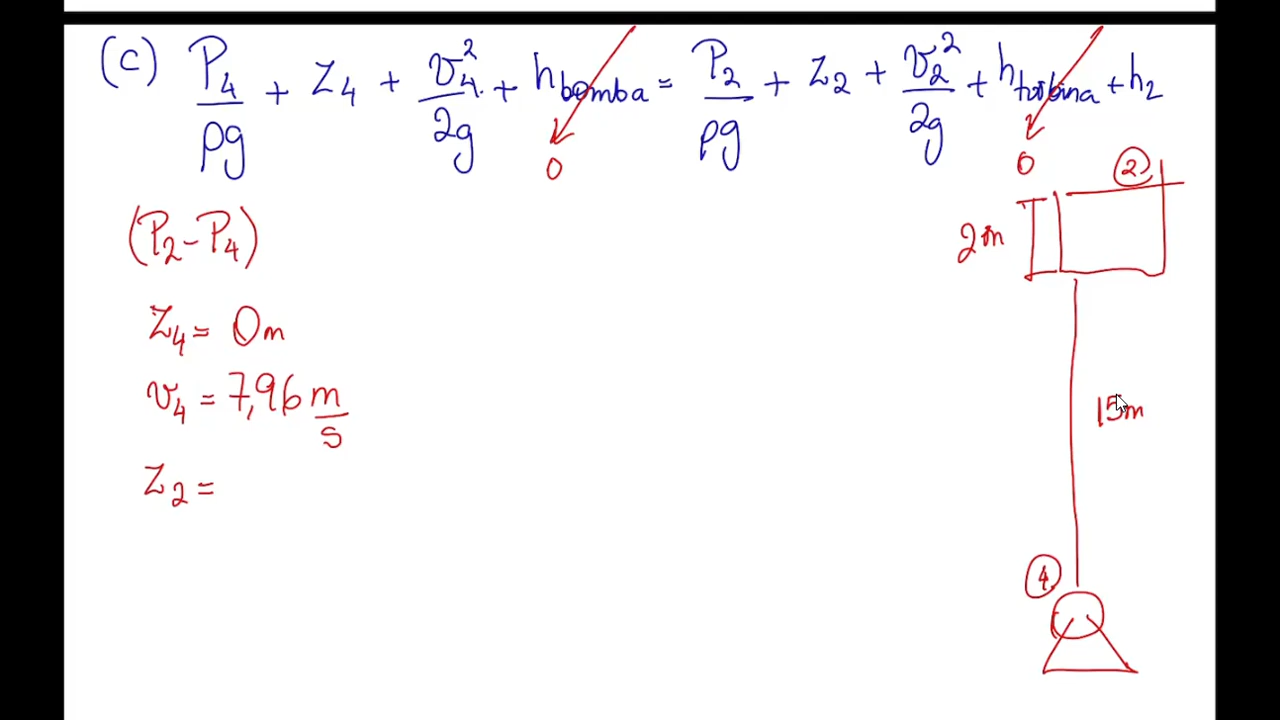 (c) P₄/ρg + Z₄ + v₄²/2g + hbomba = P₂/ρg + Z₂ + v₂²/2g + hturbina + h₂
0
0
2
(P₂ - P₄)
2m
Z₄ = 0m
v₄ = 7,96 m/s
15m
Z₂ =
4